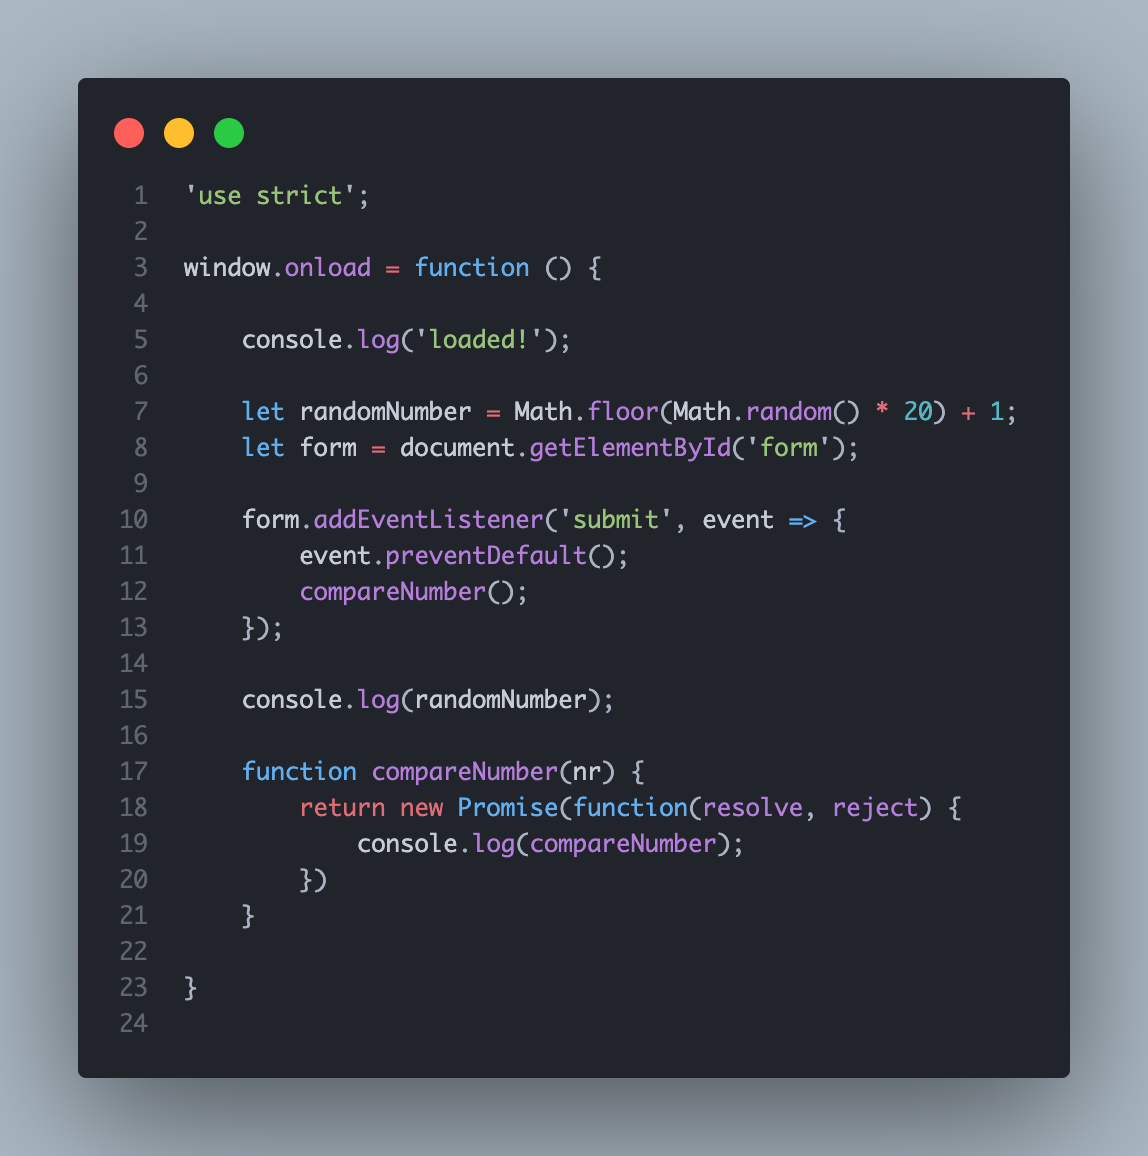 1 'use strict';
2
3 window.onload = function () {
4
5     console.log('loaded!');
6
7     let randomNumber = Math.floor(Math.random() * 20) + 1;
8     let form = document.getElementById('form');
9
10     form.addEventListener('submit', event => {
11         event.preventDefault();
12         compareNumber();
13     });
14
15     console.log(randomNumber);
16
17     function compareNumber(nr) {
18         return new Promise(function(resolve, reject) {
19             console.log(compareNumber);
20         })
21     }
22
23 }
24